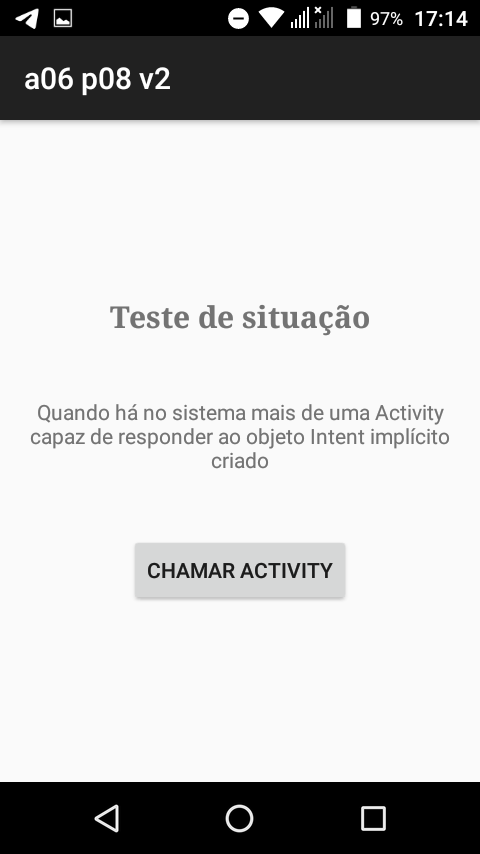 97% 17:14
a06 p08 v2
Teste de situação
Quando há no sistema mais de uma Activity
capaz de responder ao objeto Intent implícito
criado
CHAMAR ACTIVITY